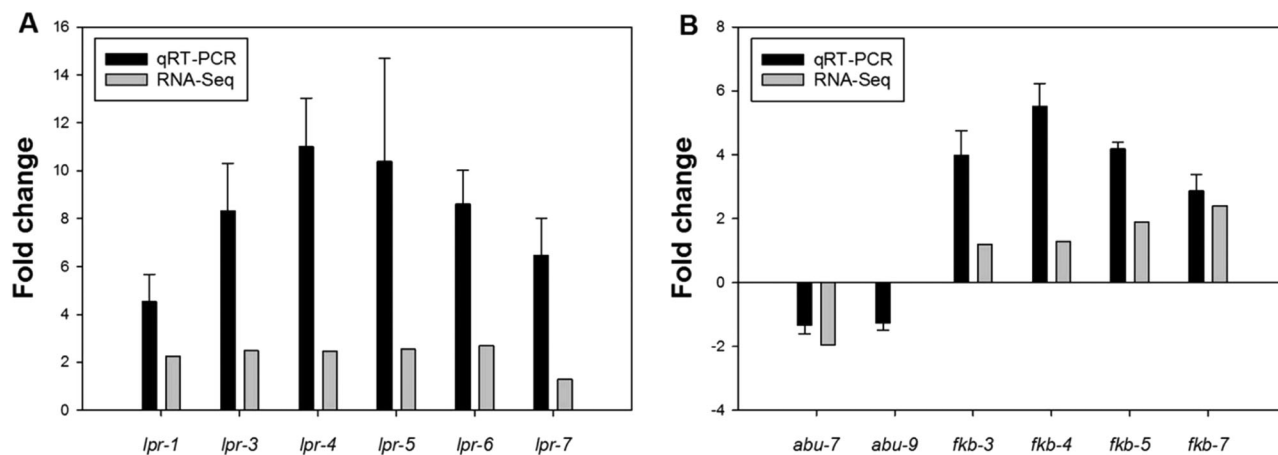 A
qRT-PCR
RNA-Seq
Fold change
16
14
12
10
8
6
4
2
0
lpr-1 lpr-3 lpr-4 lpr-5 lpr-6 lpr-7
B
qRT-PCR
RNA-Seq
Fold change
8
6
4
2
0
-2
-4
abu-7 abu-9 fkb-3 fkb-4 fkb-5 fkb-7